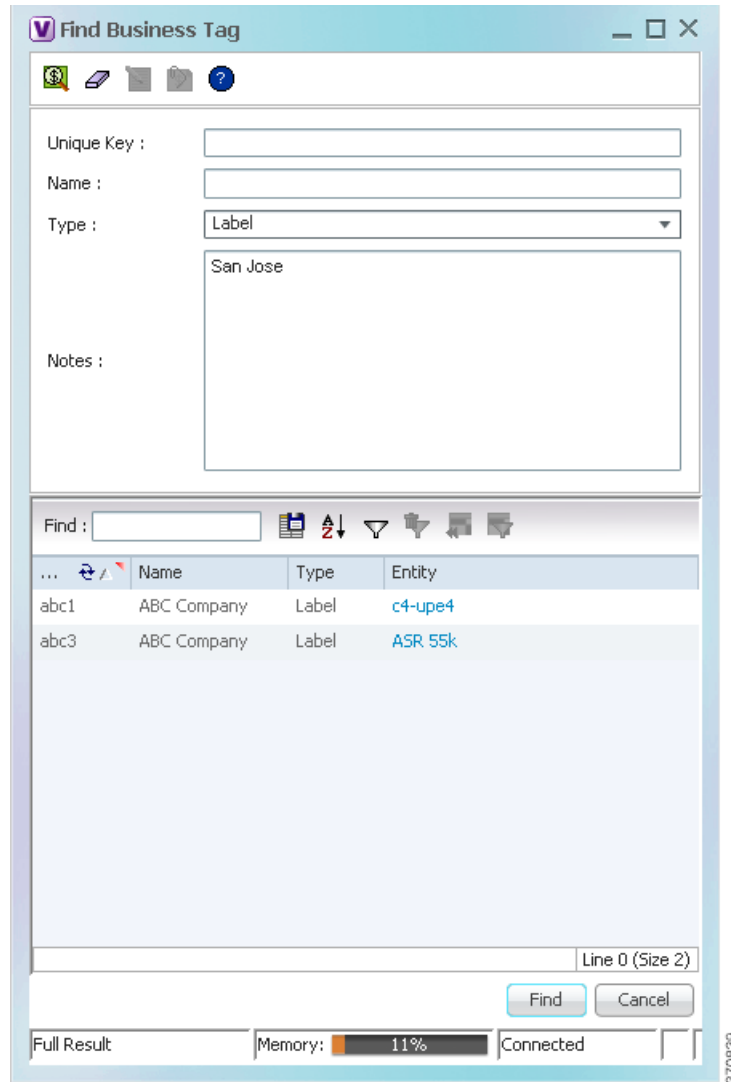 V Find Business Tag
$ ?
Unique Key :
Name :
Type : Label
San Jose
Notes :
Find : A Z
... Name Type Entity
abc1 ABC Company Label c4-upe4
abc3 ABC Company Label ASR 55k
Line 0 (Size 2)
Find Cancel
Full Result Memory: 11% Connected